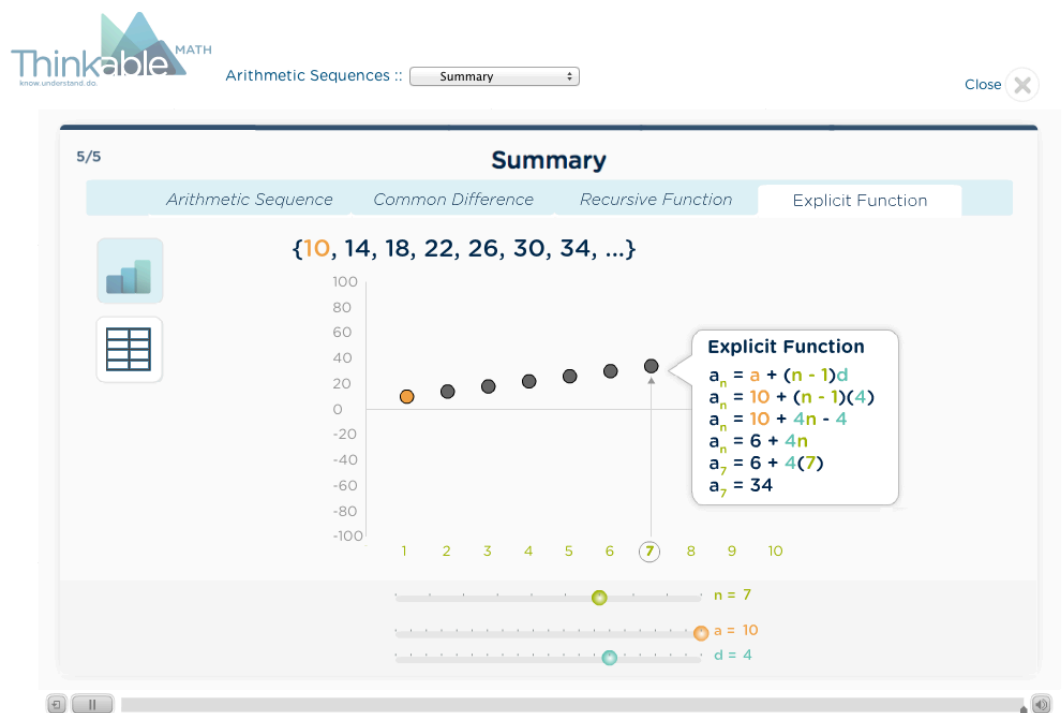 Thinkable MATH
know.understand.do.
Arithmetic Sequences :: Summary
Close
5/5
Summary
Arithmetic Sequence Common Difference Recursive Function Explicit Function
{10, 14, 18, 22, 26, 30, 34, ...}
100
80
60
40
20
0
-20
-40
-60
-80
-100
Explicit Function
aₙ = a + (n - 1)d
aₙ = 10 + (n - 1)(4)
aₙ = 10 + 4n - 4
aₙ = 6 + 4n
a₇ = 6 + 4(7)
a₇ = 34
1 2 3 4 5 6 7 8 9 10
n = 7
a = 10
d = 4